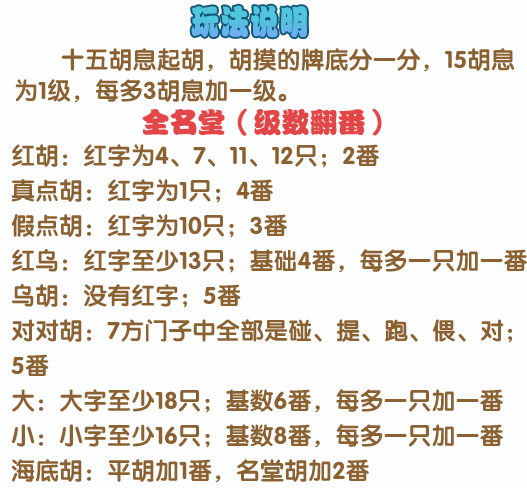 玩法说明
十五胡息起胡，胡摸的牌底分一分，15胡息
为1级，每多3胡息加一级。
全名堂（级数翻番）
红胡：红字为4、7、11、12只；2番
真点胡：红字为1只；4番
假点胡：红字为10只；3番
红乌：红字至少13只；基础4番，每多一只加一番
乌胡：没有红字；5番
对对胡：7方门子中全部是碰、提、跑、偎、对；
5番
大：大字至少18只；基数6番，每多一只加一番
小：小字至少16只；基数8番，每多一只加一番
海底胡：平胡加1番，名堂胡加2番